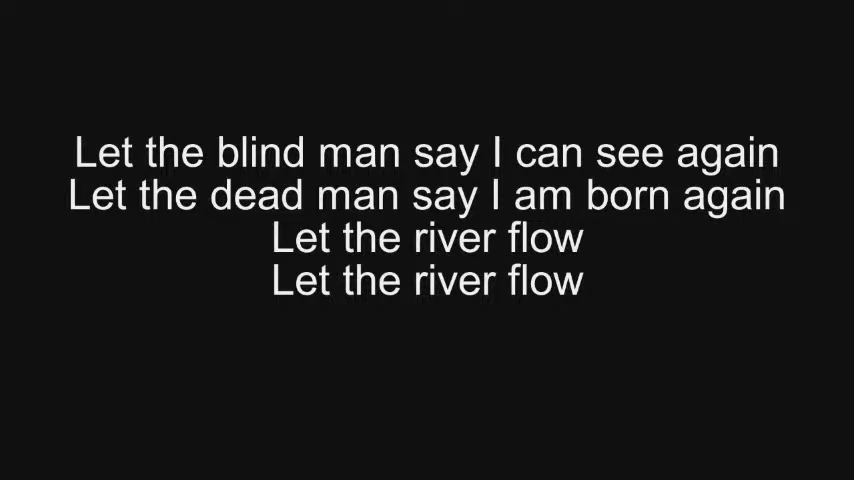 Let the blind man say I can see again
Let the dead man say I am born again
Let the river flow
Let the river flow